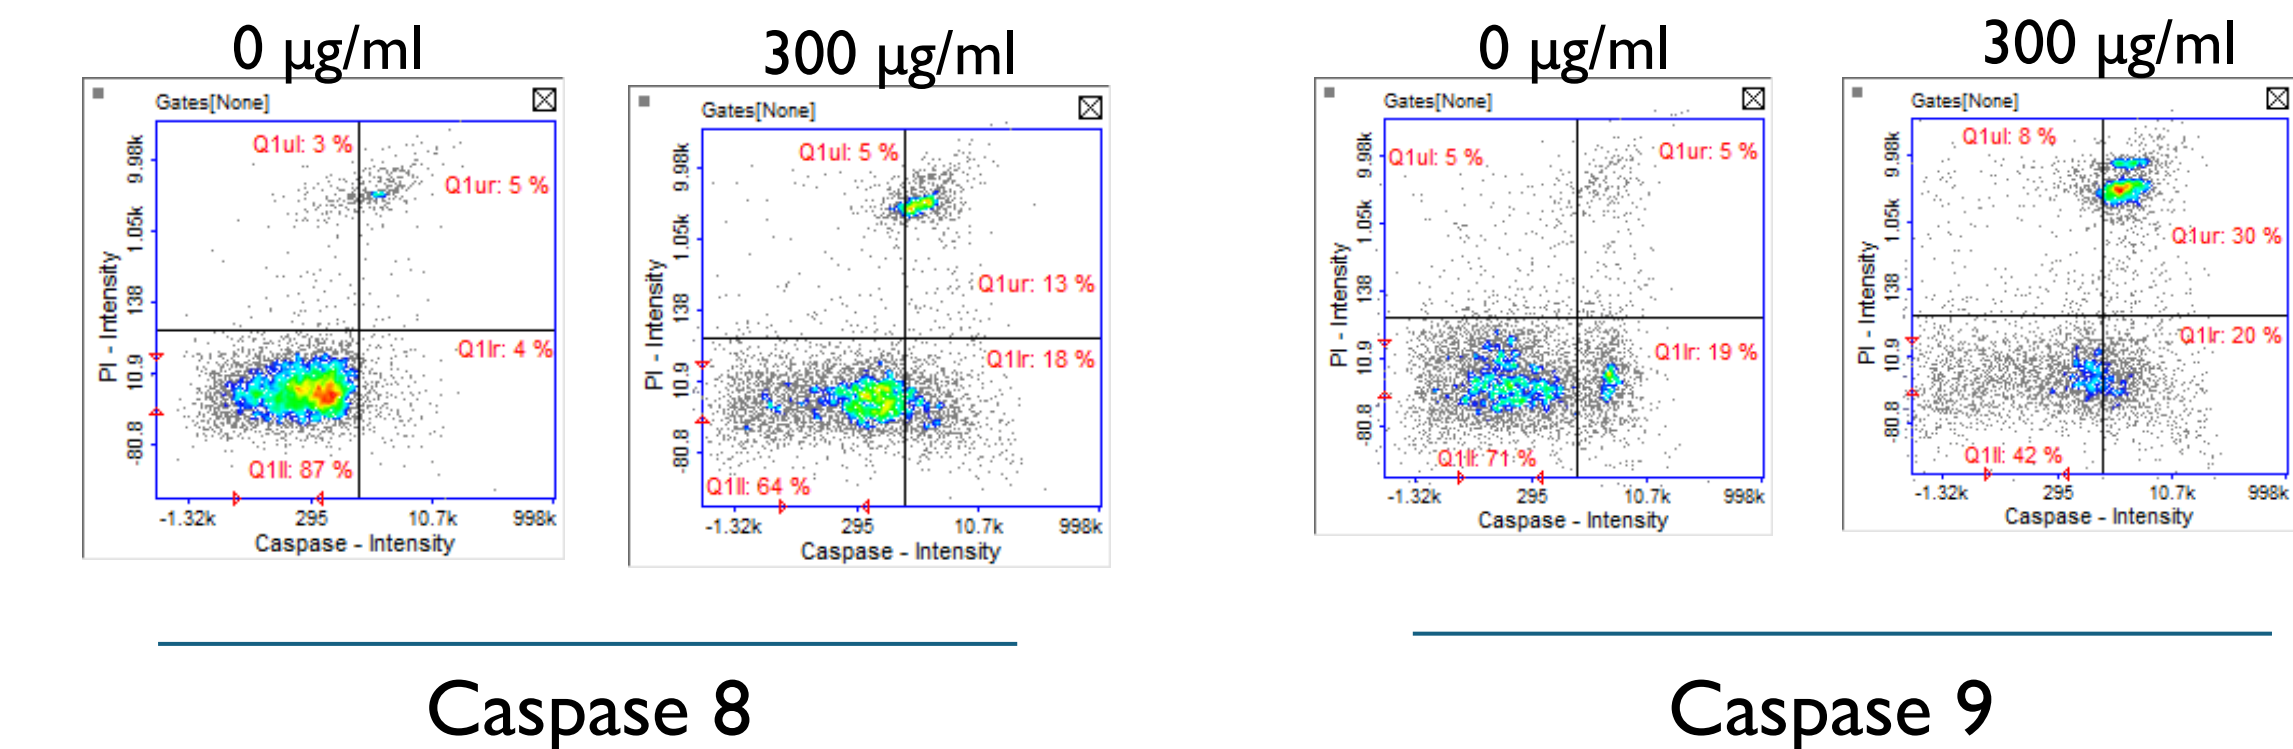 0 µg/ml
300 µg/ml
0 µg/ml
300 µg/ml
Gates[None]
Q1ul: 3 %
Q1ur: 5 %
Q1lr: 4 %
Q1ll: 87 %
PI - Intensity
9.98k
1.05k
138
10.9
-80.8
-1.32k 295 10.7k 998k
Caspase - Intensity
Gates[None]
Q1ul: 5 %
Q1ur: 13 %
Q1lr: 18 %
Q1ll: 64 %
PI - Intensity
9.98k
1.05k
138
10.9
-80.8
-1.32k 295 10.7k 998k
Caspase - Intensity
Gates[None]
Q1ul: 5 %
Q1ur: 5 %
Q1lr: 19 %
Q1ll: 71 %
PI - Intensity
9.98k
1.05k
138
10.9
-80.8
-1.32k 295 10.7k 998k
Caspase - Intensity
Gates[None]
Q1ul: 8 %
Q1ur: 30 %
Q1lr: 20 %
Q1ll: 42 %
PI - Intensity
9.98k
1.05k
138
10.9
-80.8
-1.32k 295 10.7k 998k
Caspase - Intensity
Caspase 8
Caspase 9